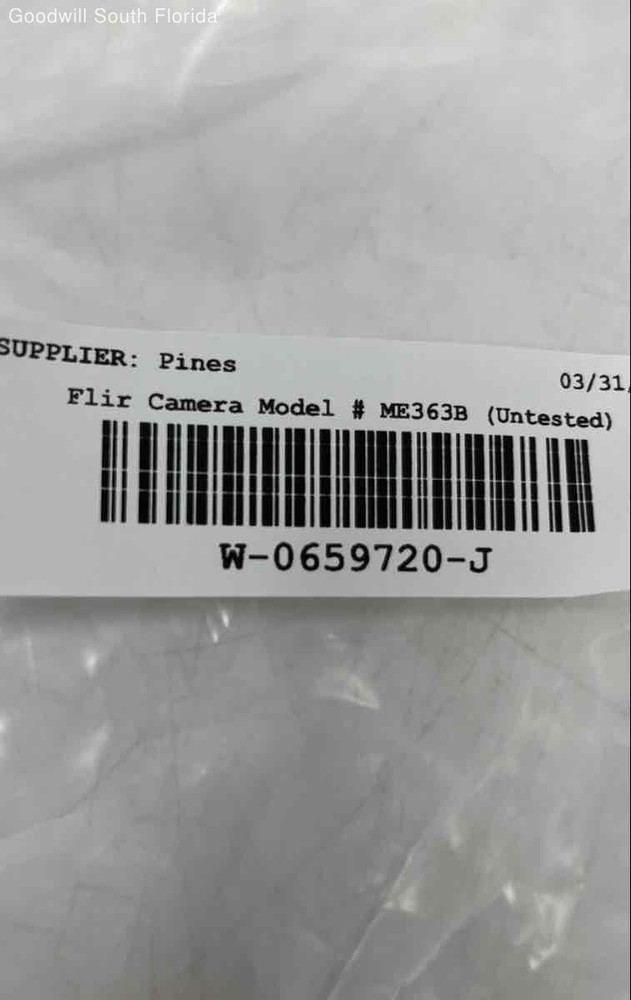 Goodwill South Florida
SUPPLIER: Pines
03/31,
Flir Camera Model # ME363B (Untested)
W-0659720-J